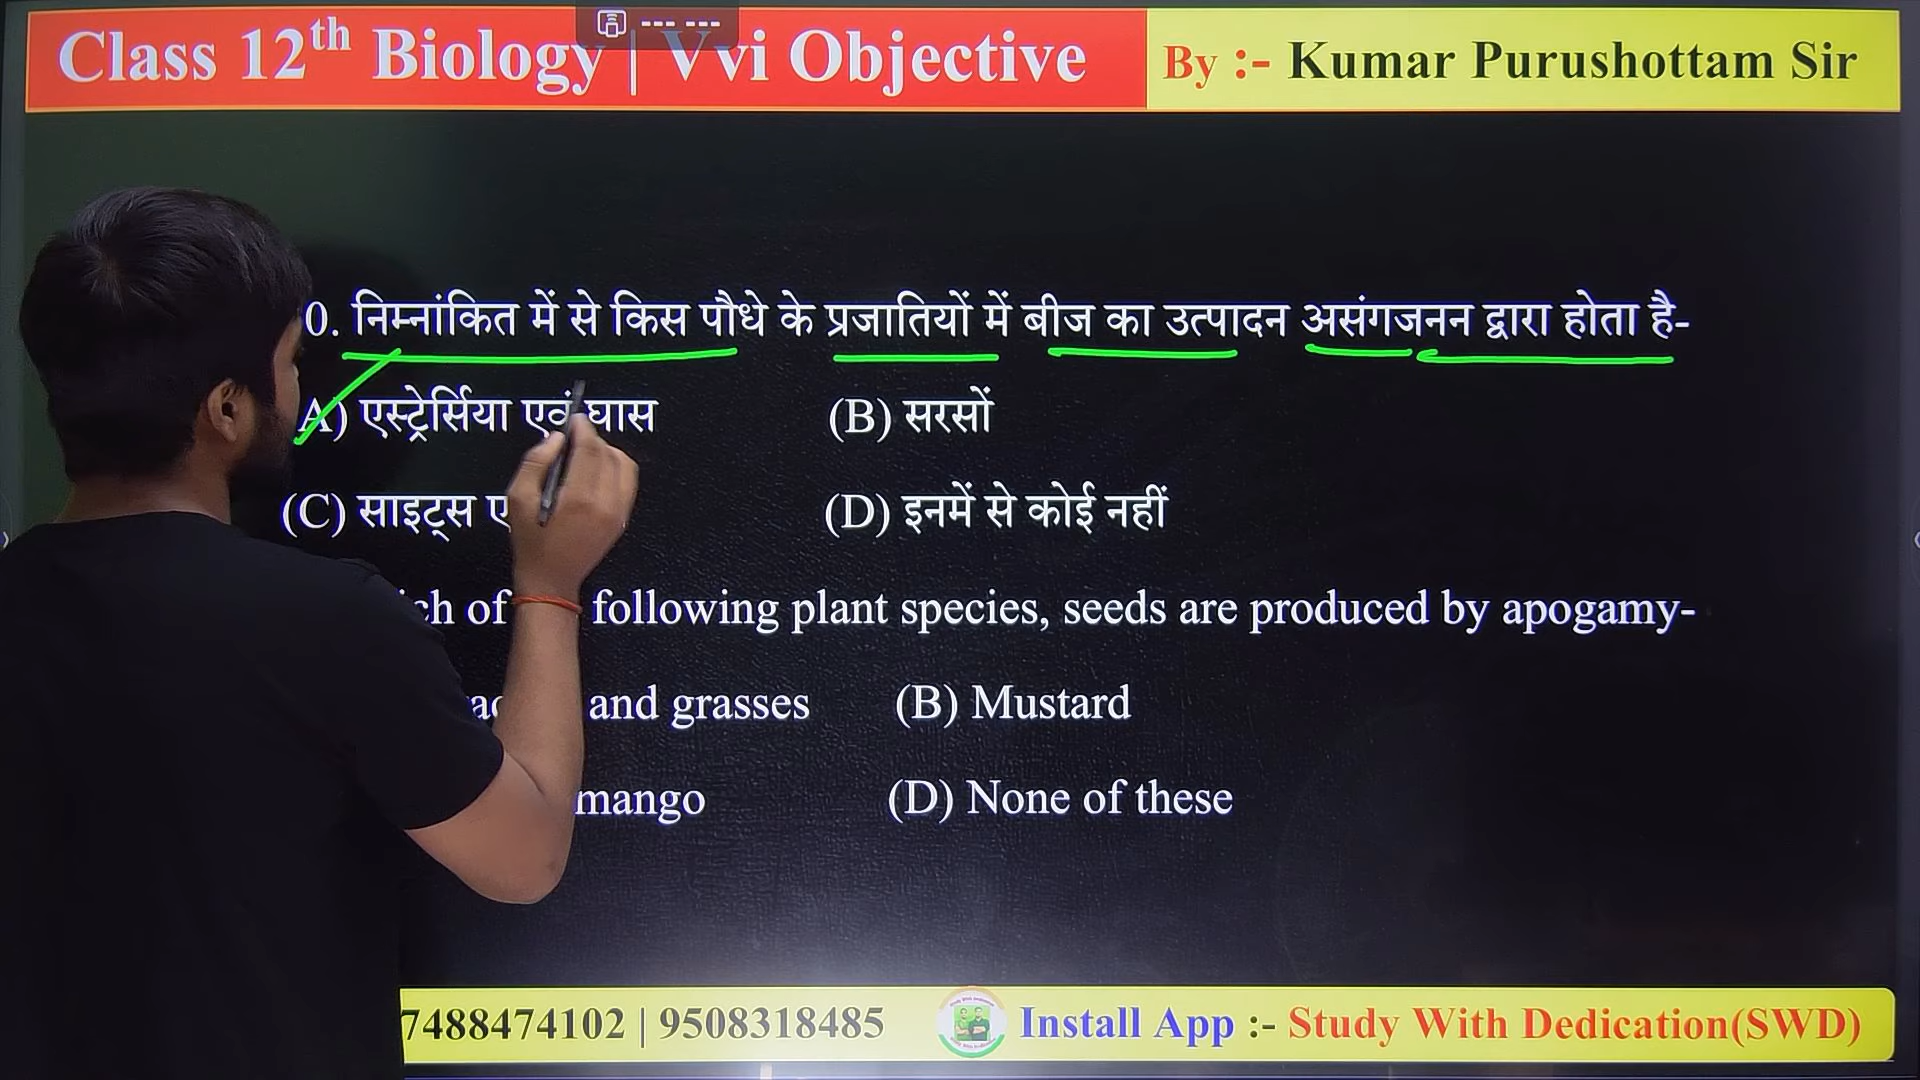 Class 12th Biology | Vvi Objective
By :- Kumar Purushottam Sir
0. निम्नांकित में से किस पौधे के प्रजातियों में बीज का उत्पादन असंगजनन द्वारा होता है-
A) एस्ट्रेर्सिया एवं घास (B) सरसों
(C) साइट्स (D) इनमें से कोई नहीं
of following plant species, seeds are produced by apogamy-
and grasses (B) Mustard
mango (D) None of these
7488474102 | 9508318485
Install App :- Study With Dedication(SWD)